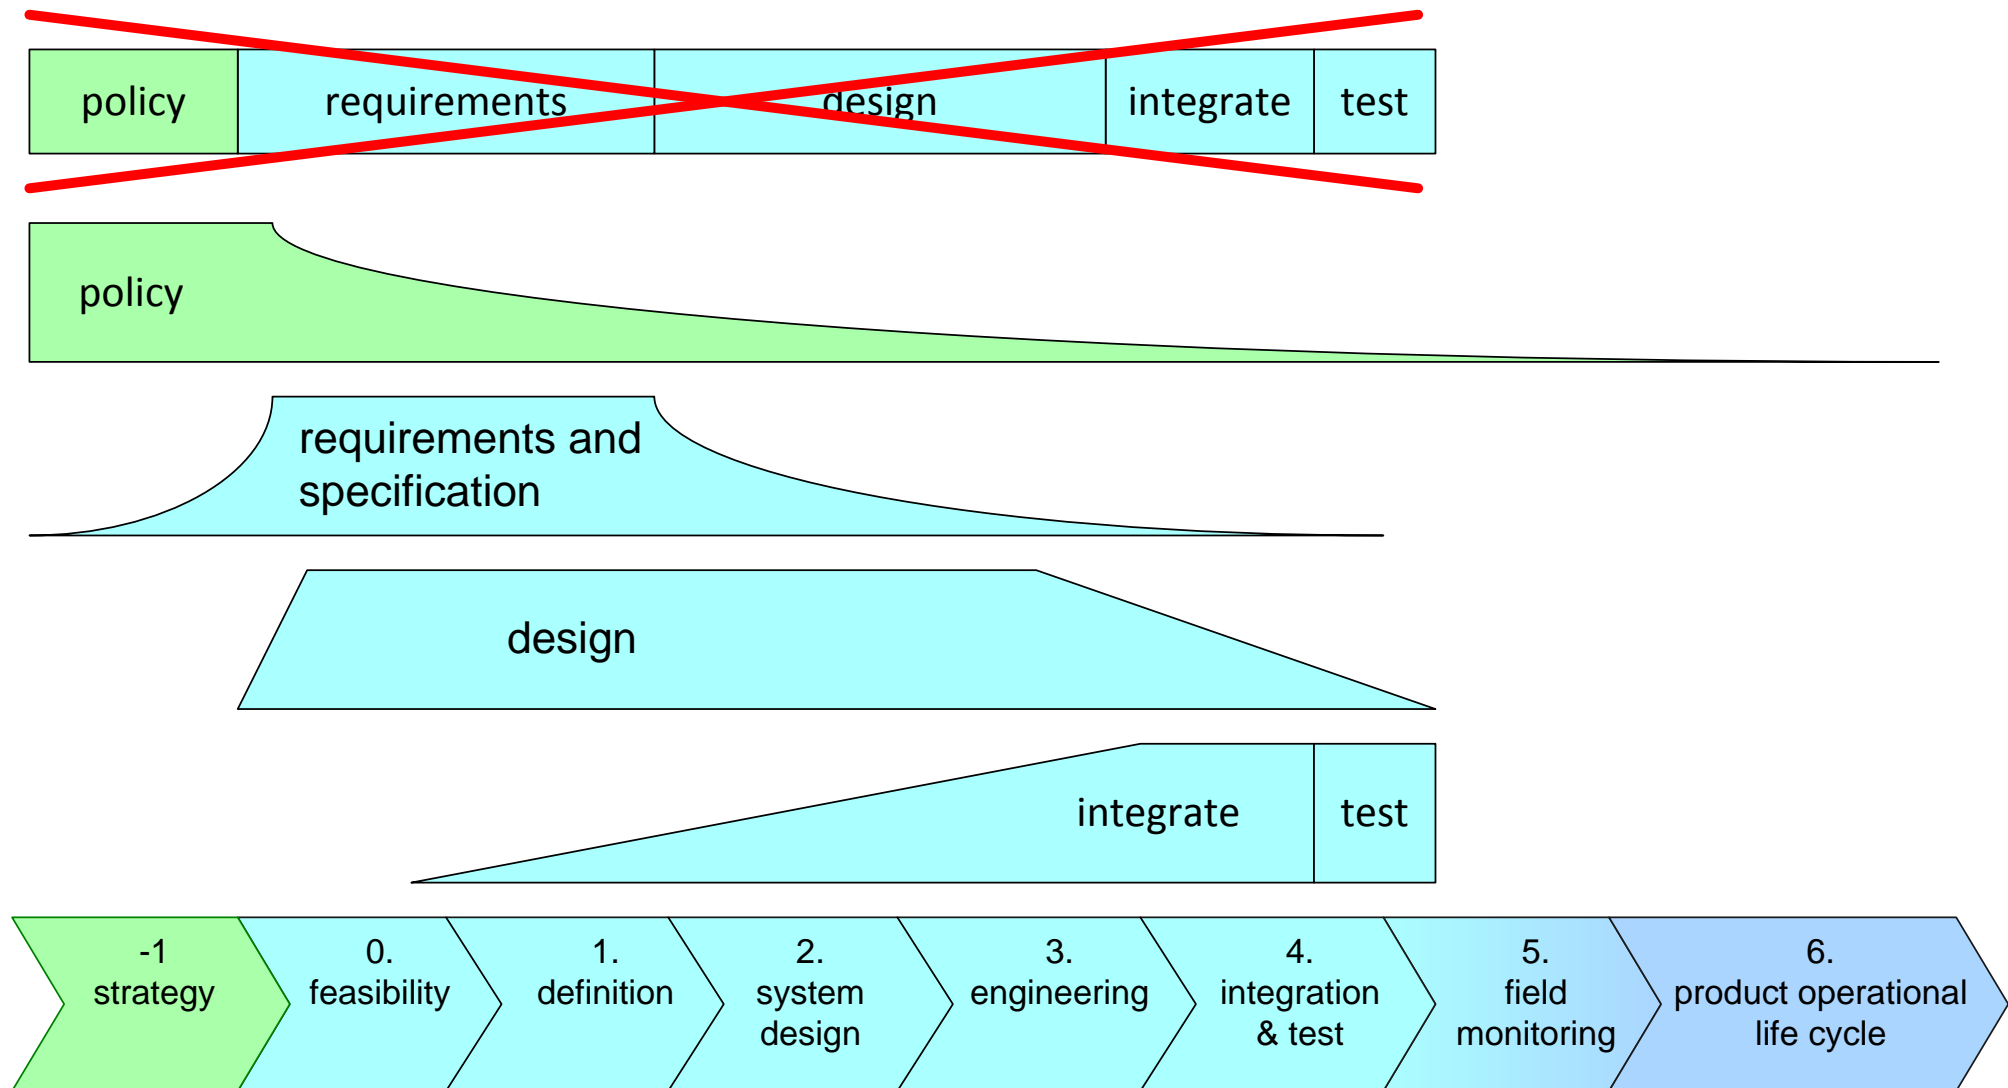 policy
requirements
design
integrate
test
policy
requirements and
specification
design
integrate
test
-1
strategy
0.
feasibility
1.
definition
2.
system
design
3.
engineering
4.
integration
& test
5.
field
monitoring
6.
product operational
life cycle